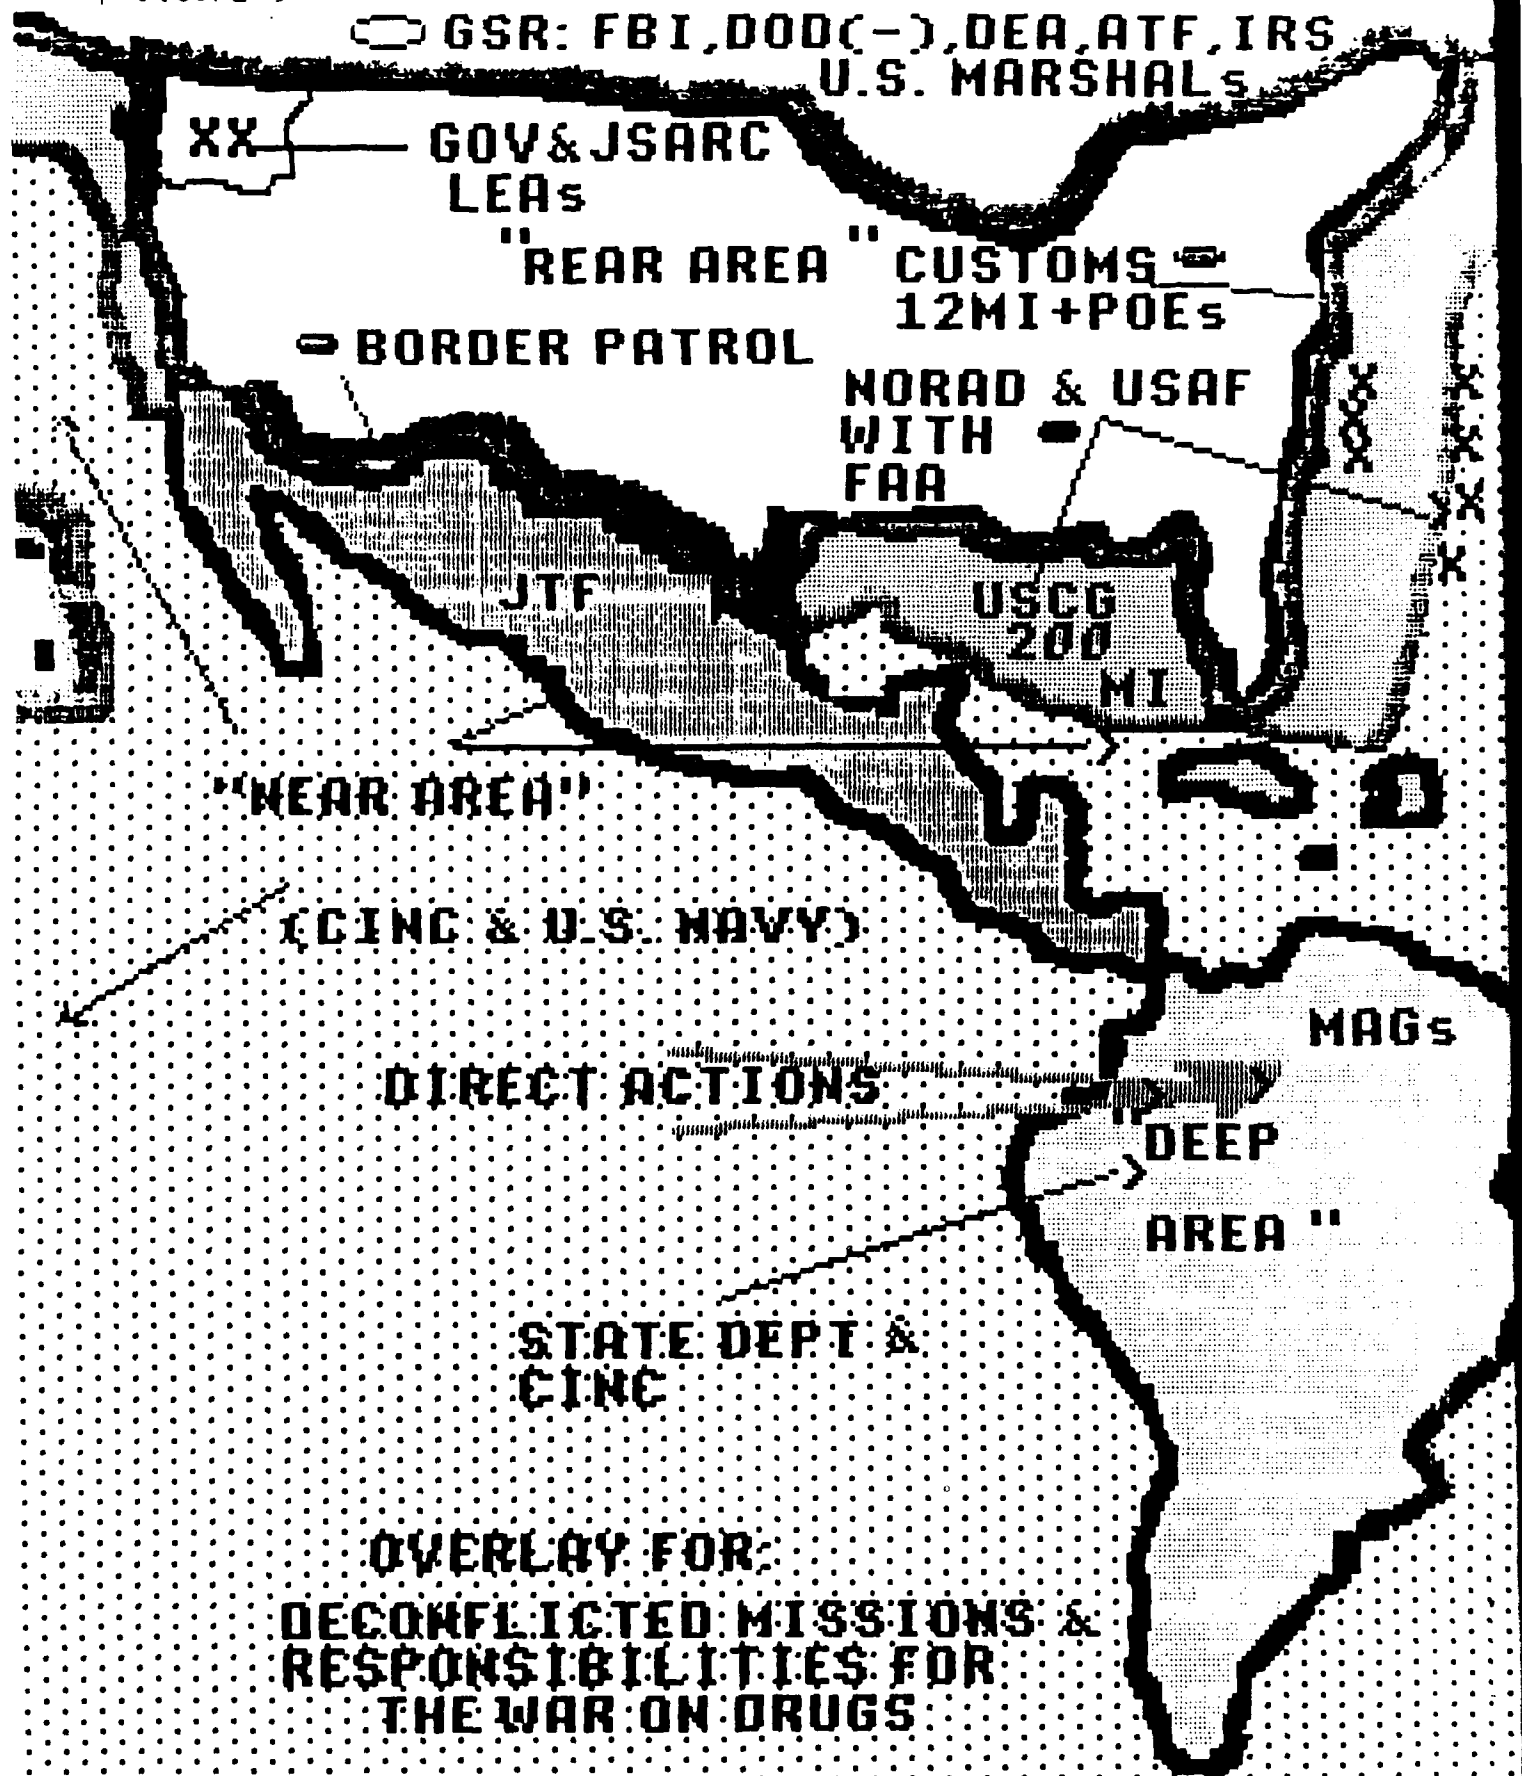 GSR: FBI,DOD(-),DEA,ATF,IRS
U.S. MARSHALs
XX
GOV&JSARC
LEAs
"REAR AREA"
CUSTOMS
12MI+POEs
BORDER PATROL
NORAD & USAF
WITH
FAA
JTF
USCG
200
MI
"NEAR AREA"
(CINC & U.S. NAVY)
MAGs
DIRECT ACTIONS
"DEEP
AREA"
STATE DEPT &
CINC
OVERLAY FOR:
DECONFLICTED MISSIONS &
RESPONSIBILITIES FOR
THE WAR ON DRUGS